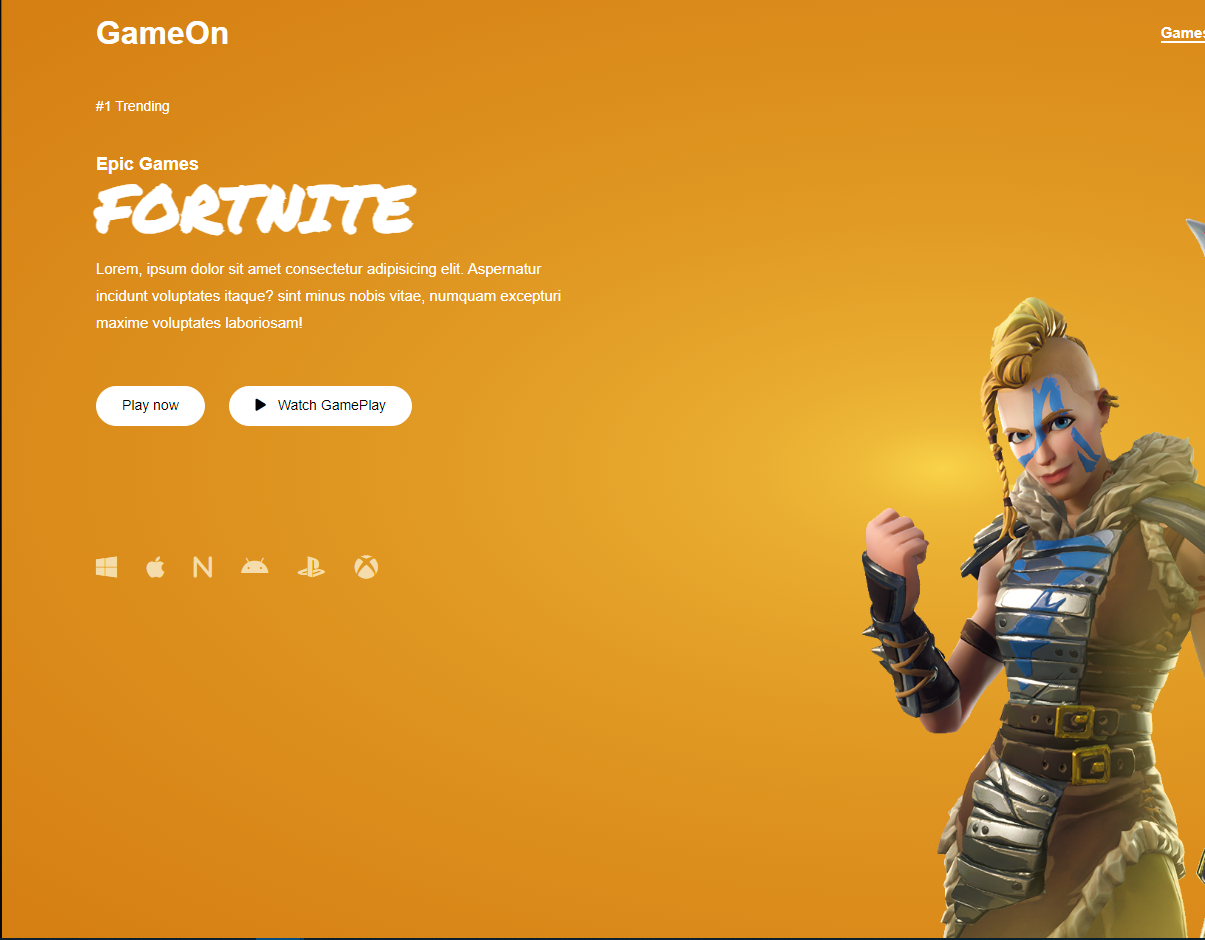 GameOn
Games
#1 Trending
Epic Games
FORTNITE
Lorem, ipsum dolor sit amet consectetur adipisicing elit. Aspernatur
incidunt voluptates itaque? sint minus nobis vitae, numquam excepturi
maxime voluptates laboriosam!
Play now
Watch GamePlay